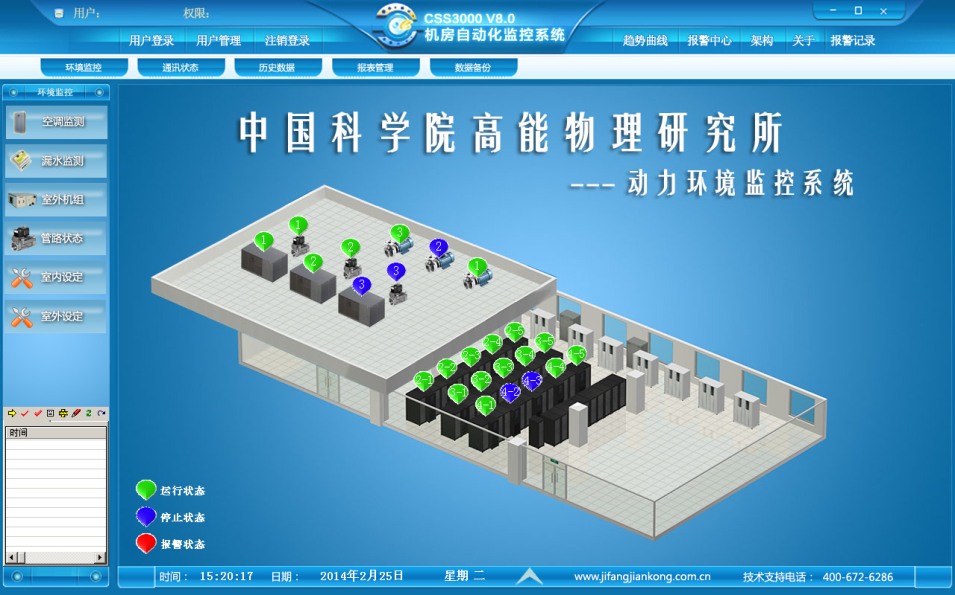 用户: 权限:
CSS3000 V8.0
机房自动化监控系统
用户登录 用户管理 注销登录 趋势曲线 报警中心 架构 关于 报警记录
环境监控 通讯状态 历史数据 报表管理 数据备份
环境监控
空调监测
漏水监测
室外机组
管路状态
室内设定
室外设定
时间
中国科学院高能物理研究所
--- 动力环境监控系统
1
1
2
2
3
3
3
2
1
2-5
2-4 3-5
2-3 3-4 4-5
2-2 3-3 4-4
2-1 3-2 4-3
3-1 4-2
4-1
运行状态
停止状态
报警状态
时间: 15:20:17 日期: 2014年2月25日 星期 二 www.jifangjiankong.com.cn 技术支持电话: 400-672-6286